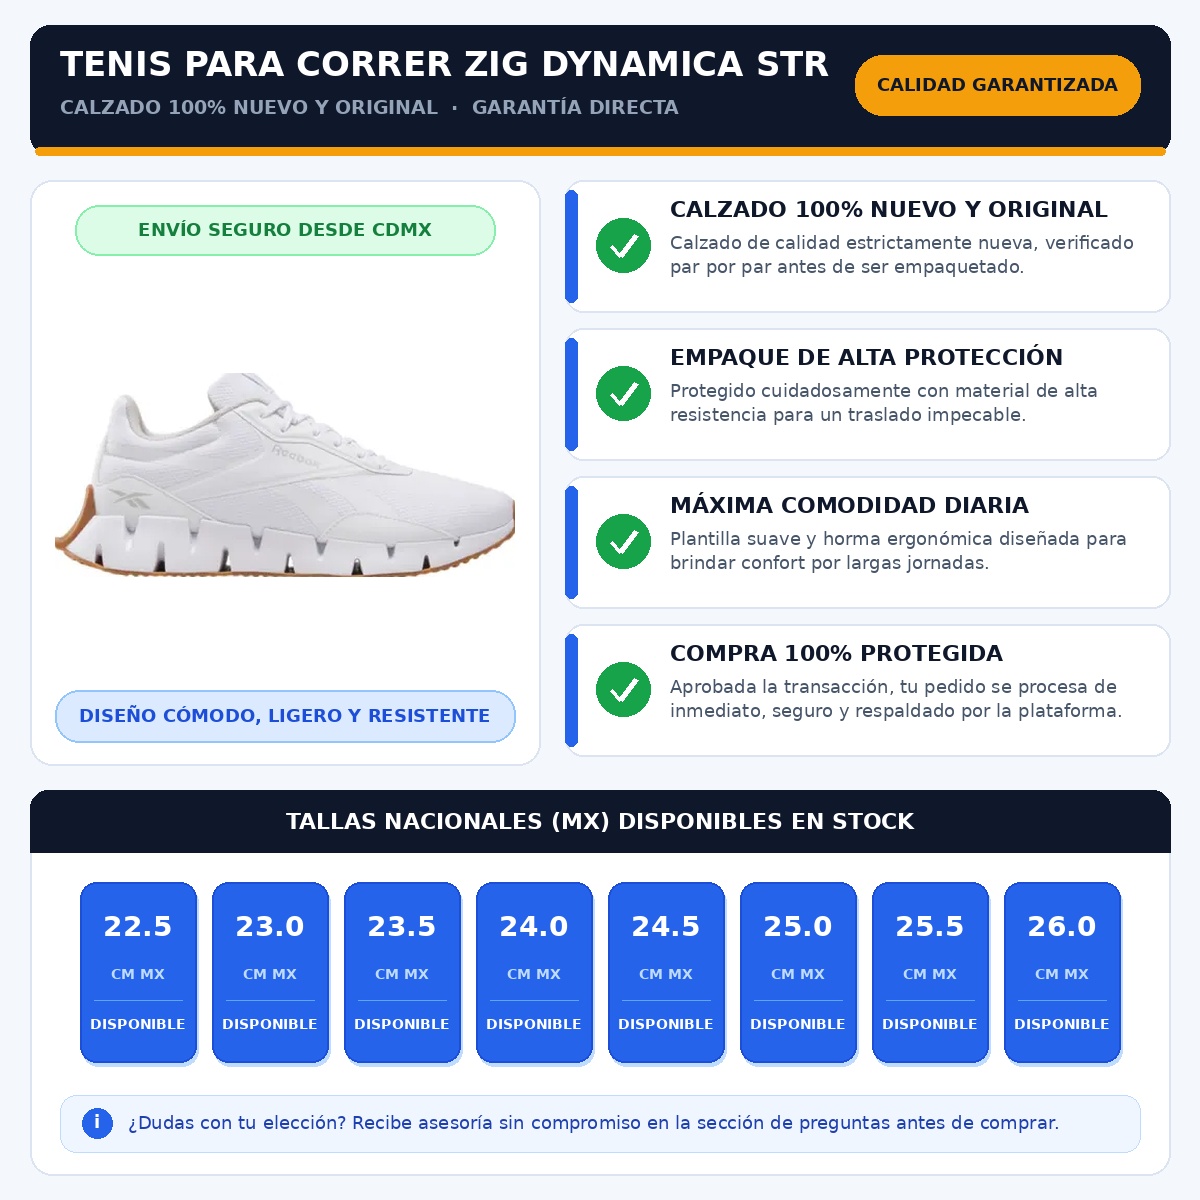 TENIS PARA CORRER ZIG DYNAMICA STR
CALZADO 100% NUEVO Y ORIGINAL · GARANTÍA DIRECTA
CALIDAD GARANTIZADA
ENVÍO SEGURO DESDE CDMX
Reebok
DISEÑO CÓMODO, LIGERO Y RESISTENTE
CALZADO 100% NUEVO Y ORIGINAL
Calzado de calidad estrictamente nueva, verificado
par por par antes de ser empaquetado.
EMPAQUE DE ALTA PROTECCIÓN
Protegido cuidadosamente con material de alta
resistencia para un traslado impecable.
MÁXIMA COMODIDAD DIARIA
Plantilla suave y horma ergonómica diseñada para
brindar confort por largas jornadas.
COMPRA 100% PROTEGIDA
Aprobada la transacción, tu pedido se procesa de
inmediato, seguro y respaldado por la plataforma.
TALLAS NACIONALES (MX) DISPONIBLES EN STOCK
22.5 23.0 23.5 24.0 24.5 25.0 25.5 26.0
CM MX CM MX CM MX CM MX CM MX CM MX CM MX CM MX
DISPONIBLE DISPONIBLE DISPONIBLE DISPONIBLE DISPONIBLE DISPONIBLE DISPONIBLE DISPONIBLE
i ¿Dudas con tu elección? Recibe asesoría sin compromiso en la sección de preguntas antes de comprar.